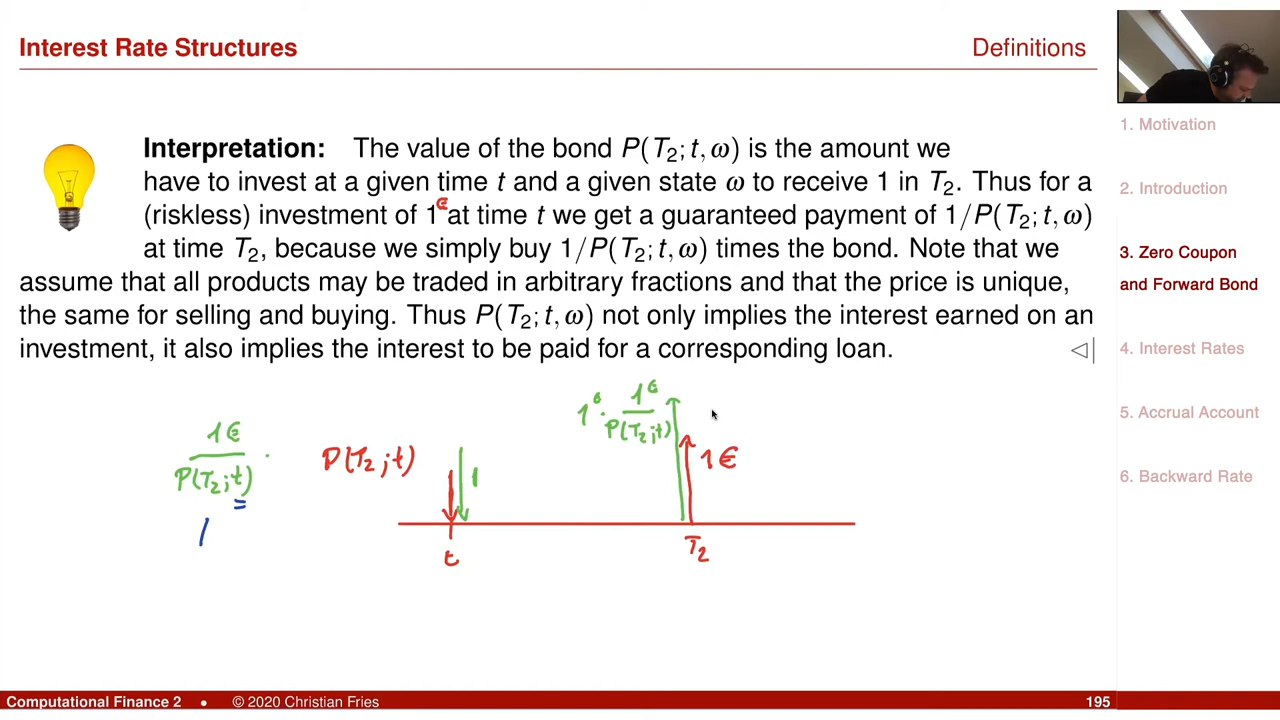 Interest Rate Structures
Definitions
Interpretation: The value of the bond P(T₂; t, ω) is the amount we
have to invest at a given time t and a given state ω to receive 1 in T₂. Thus for a
(riskless) investment of 1€ at time t we get a guaranteed payment of 1/P(T₂; t, ω)
at time T₂, because we simply buy 1/P(T₂; t, ω) times the bond. Note that we
assume that all products may be traded in arbitrary fractions and that the price is unique,
the same for selling and buying. Thus P(T₂; t, ω) not only implies the interest earned on an
investment, it also implies the interest to be paid for a corresponding loan.
1€
P(T₂;t)
=
P(T₂;t)
1
1€ · 1€
P(T₂;t)
1€
t
T₂
1. Motivation
2. Introduction
3. Zero Coupon
and Forward Bond
4. Interest Rates
5. Accrual Account
6. Backward Rate
Computational Finance 2 • © 2020 Christian Fries
195